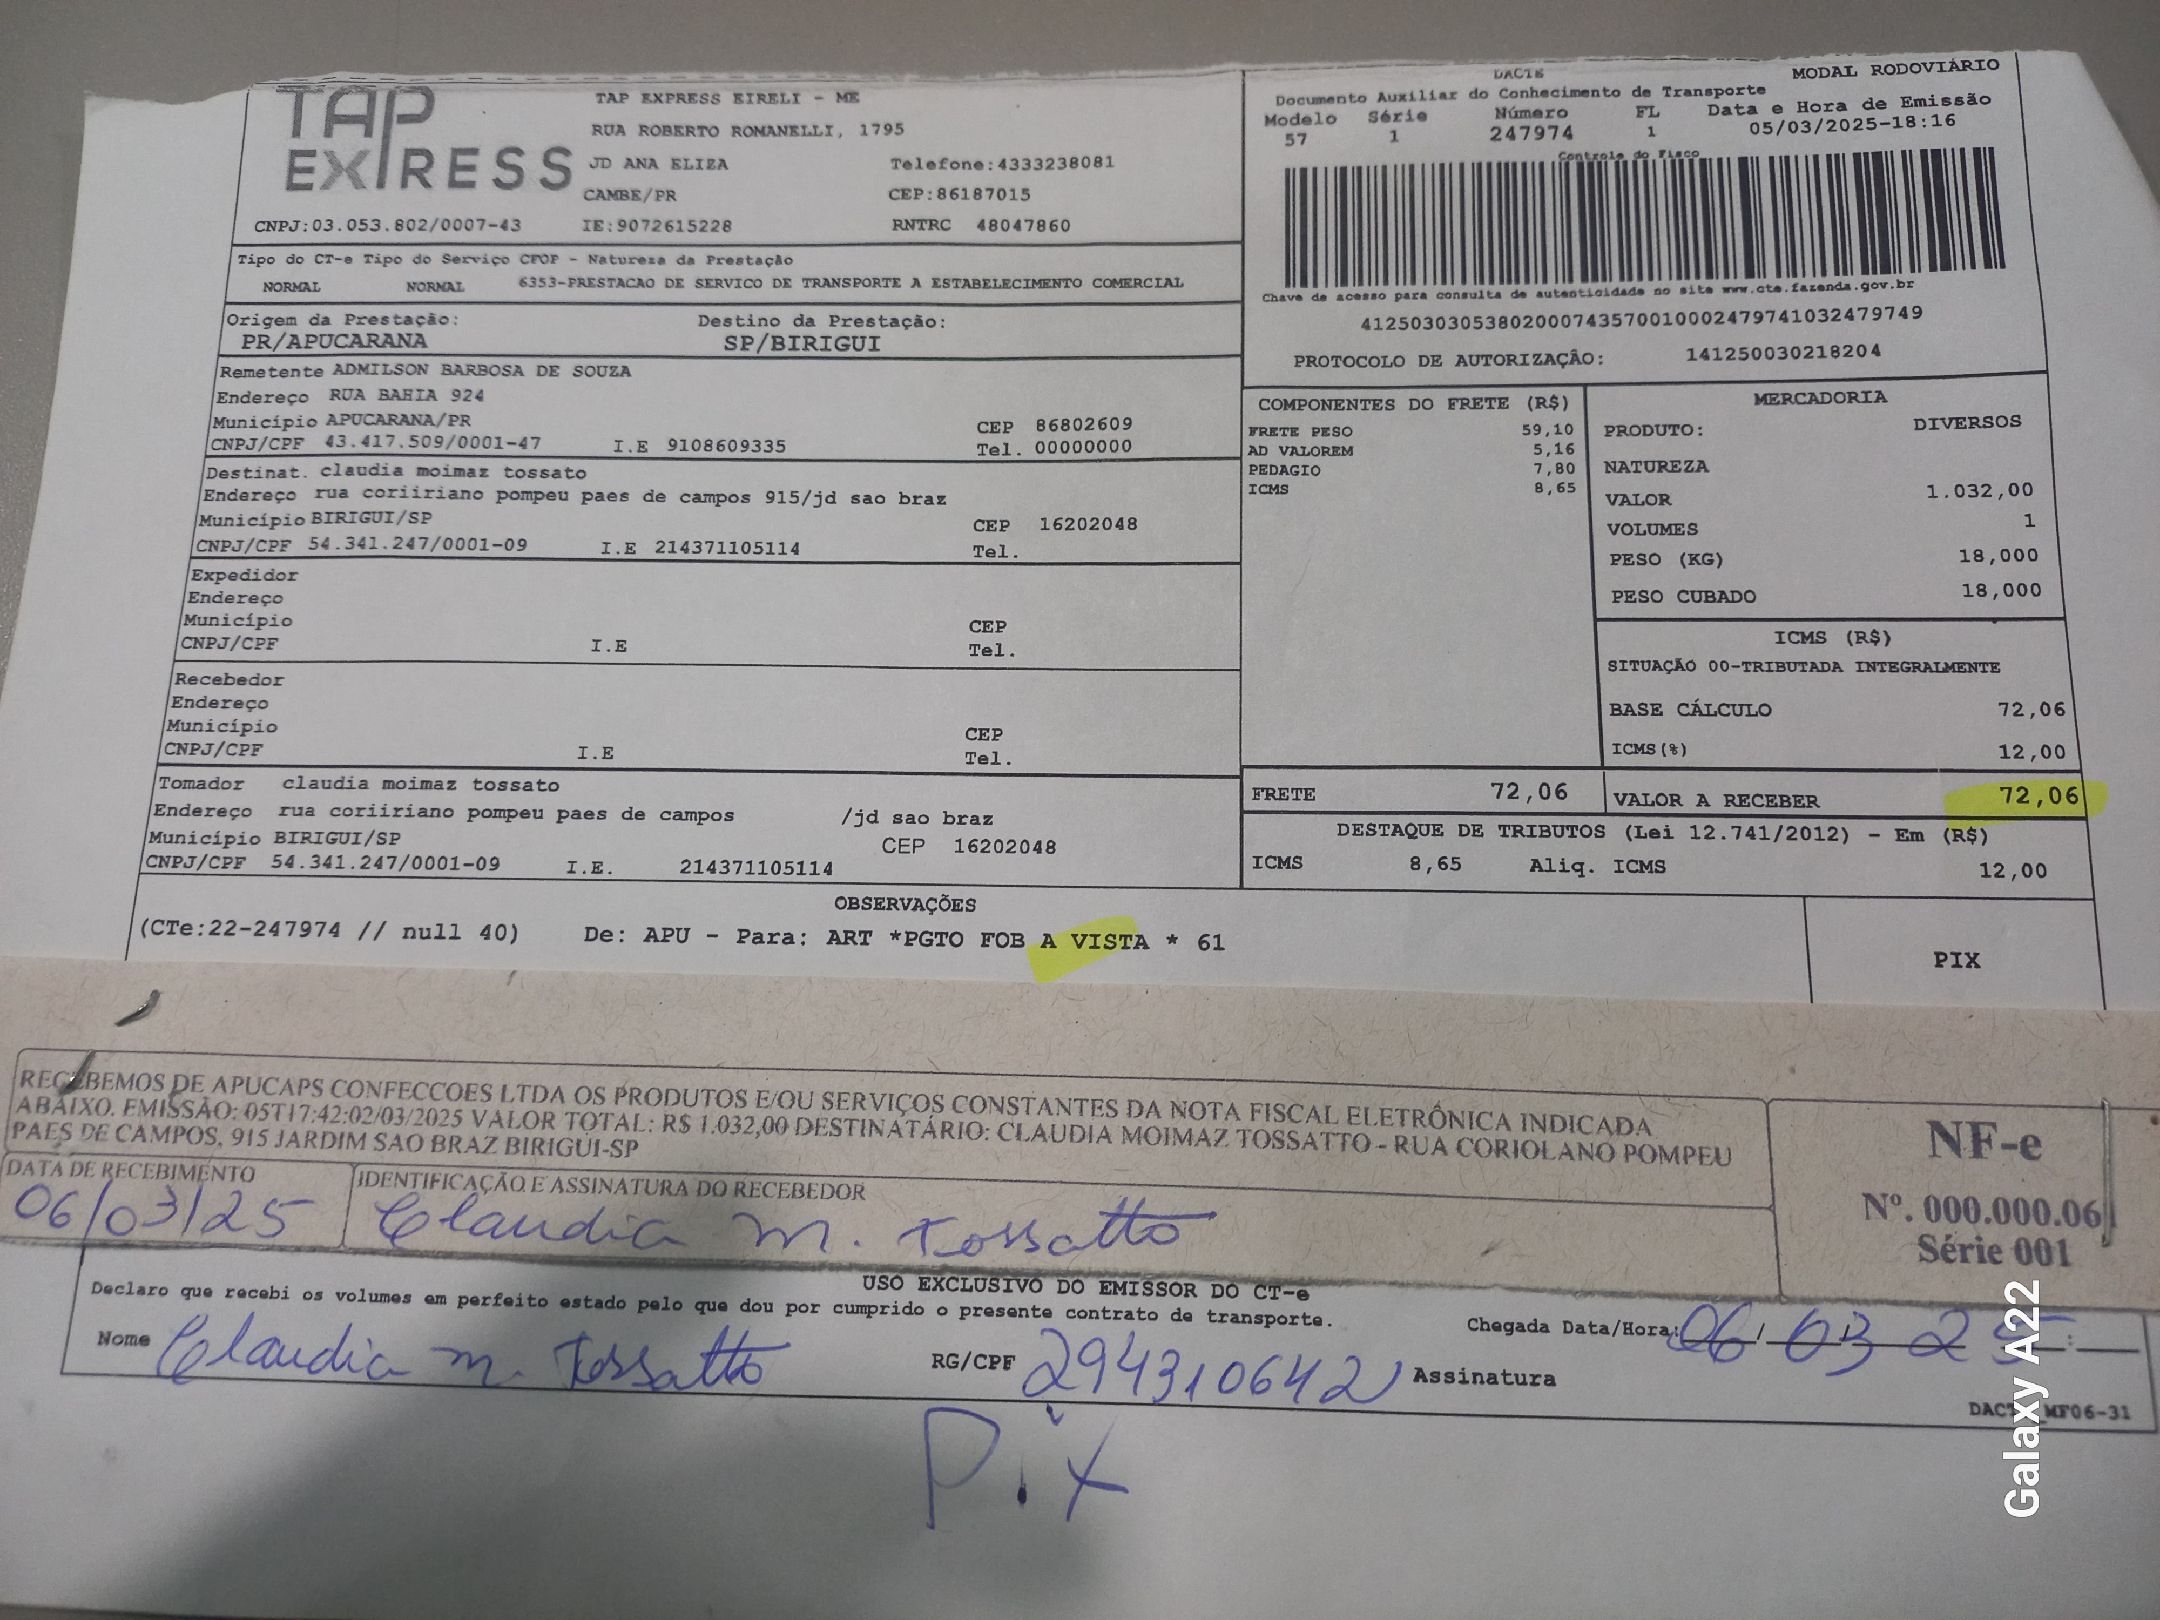 TAP EXPRESS
TAP EXPRESS EIRELI - ME
RUA ROBERTO ROMANELLI, 1795
JD ANA ELIZA Telefone:4333238081
CAMBE/PR CEP:86187015
CNPJ:03.053.802/0007-43 IE:9072615228 RNTRC 48047860
DACTE MODAL RODOVIÁRIO
Documento Auxiliar do Conhecimento de Transporte
Modelo Série Número FL Data e Hora de Emissão
57 1 247974 1 05/03/2025-18:16
Controle do Fisco
Chave de acesso para consulta de autenticidade no site www.cte.fazenda.gov.br
41250303053802000743570010002479741032479749
PROTOCOLO DE AUTORIZAÇÃO: 141250030218204
Tipo do CT-e Tipo do Serviço CFOP - Natureza da Prestação
NORMAL NORMAL 6353-PRESTACAO DE SERVICO DE TRANSPORTE A ESTABELECIMENTO COMERCIAL
Origem da Prestação: Destino da Prestação:
PR/APUCARANA SP/BIRIGUI
Remetente ADMILSON BARBOSA DE SOUZA
Endereço RUA BAHIA 924
Município APUCARANA/PR CEP 86802609
CNPJ/CPF 43.417.509/0001-47 I.E 9108609335 Tel. 00000000
Destinat. claudia moimaz tossato
Endereço rua coriiriano pompeu paes de campos 915/jd sao braz
Município BIRIGUI/SP CEP 16202048
CNPJ/CPF 54.341.247/0001-09 I.E 214371105114 Tel.
Expedidor
Endereço
Município CEP
CNPJ/CPF I.E Tel.
Recebedor
Endereço
Município CEP
CNPJ/CPF I.E Tel.
Tomador claudia moimaz tossato
Endereço rua coriiriano pompeu paes de campos /jd sao braz
Município BIRIGUI/SP CEP 16202048
CNPJ/CPF 54.341.247/0001-09 I.E. 214371105114
COMPONENTES DO FRETE (R$)
FRETE PESO 59,10
AD VALOREM 5,16
PEDAGIO 7,80
ICMS 8,65
MERCADORIA
PRODUTO: DIVERSOS
NATUREZA
VALOR 1.032,00
VOLUMES 1
PESO (KG) 18,000
PESO CUBADO 18,000
ICMS (R$)
SITUAÇÃO 00-TRIBUTADA INTEGRALMENTE
BASE CÁLCULO 72,06
ICMS(%) 12,00
FRETE 72,06 VALOR A RECEBER 72,06
DESTAQUE DE TRIBUTOS (Lei 12.741/2012) - Em (R$)
ICMS 8,65 Aliq. ICMS 12,00
OBSERVAÇÕES
(CTe:22-247974 // null 40) De: APU - Para: ART *PGTO FOB A VISTA * 61
PIX
RECEBEMOS DE APUCAPS CONFECCOES LTDA OS PRODUTOS E/OU SERVIÇOS CONSTANTES DA NOTA FISCAL ELETRÔNICA INDICADA
ABAIXO. EMISSÃO: 05T17:42:02/03/2025 VALOR TOTAL: R$ 1.032,00 DESTINATÁRIO: CLAUDIA MOIMAZ TOSSATTO - RUA CORIOLANO POMPEU
PAES DE CAMPOS, 915 JARDIM SAO BRAZ BIRIGUI-SP
DATA DE RECEBIMENTO IDENTIFICAÇÃO E ASSINATURA DO RECEBEDOR
06/03/25 Claudia M. Tossatto
NF-e
Nº. 000.000.06
Série 001
USO EXCLUSIVO DO EMISSOR DO CT-e
Declaro que recebi os volumes em perfeito estado pelo que dou por cumprido o presente contrato de transporte.
Nome Claudia M. Tossatto RG/CPF 294310642 Assinatura
Chegada Data/Hora: 06/03/25 :
DACTE MF06-31
Pix
Galaxy A22